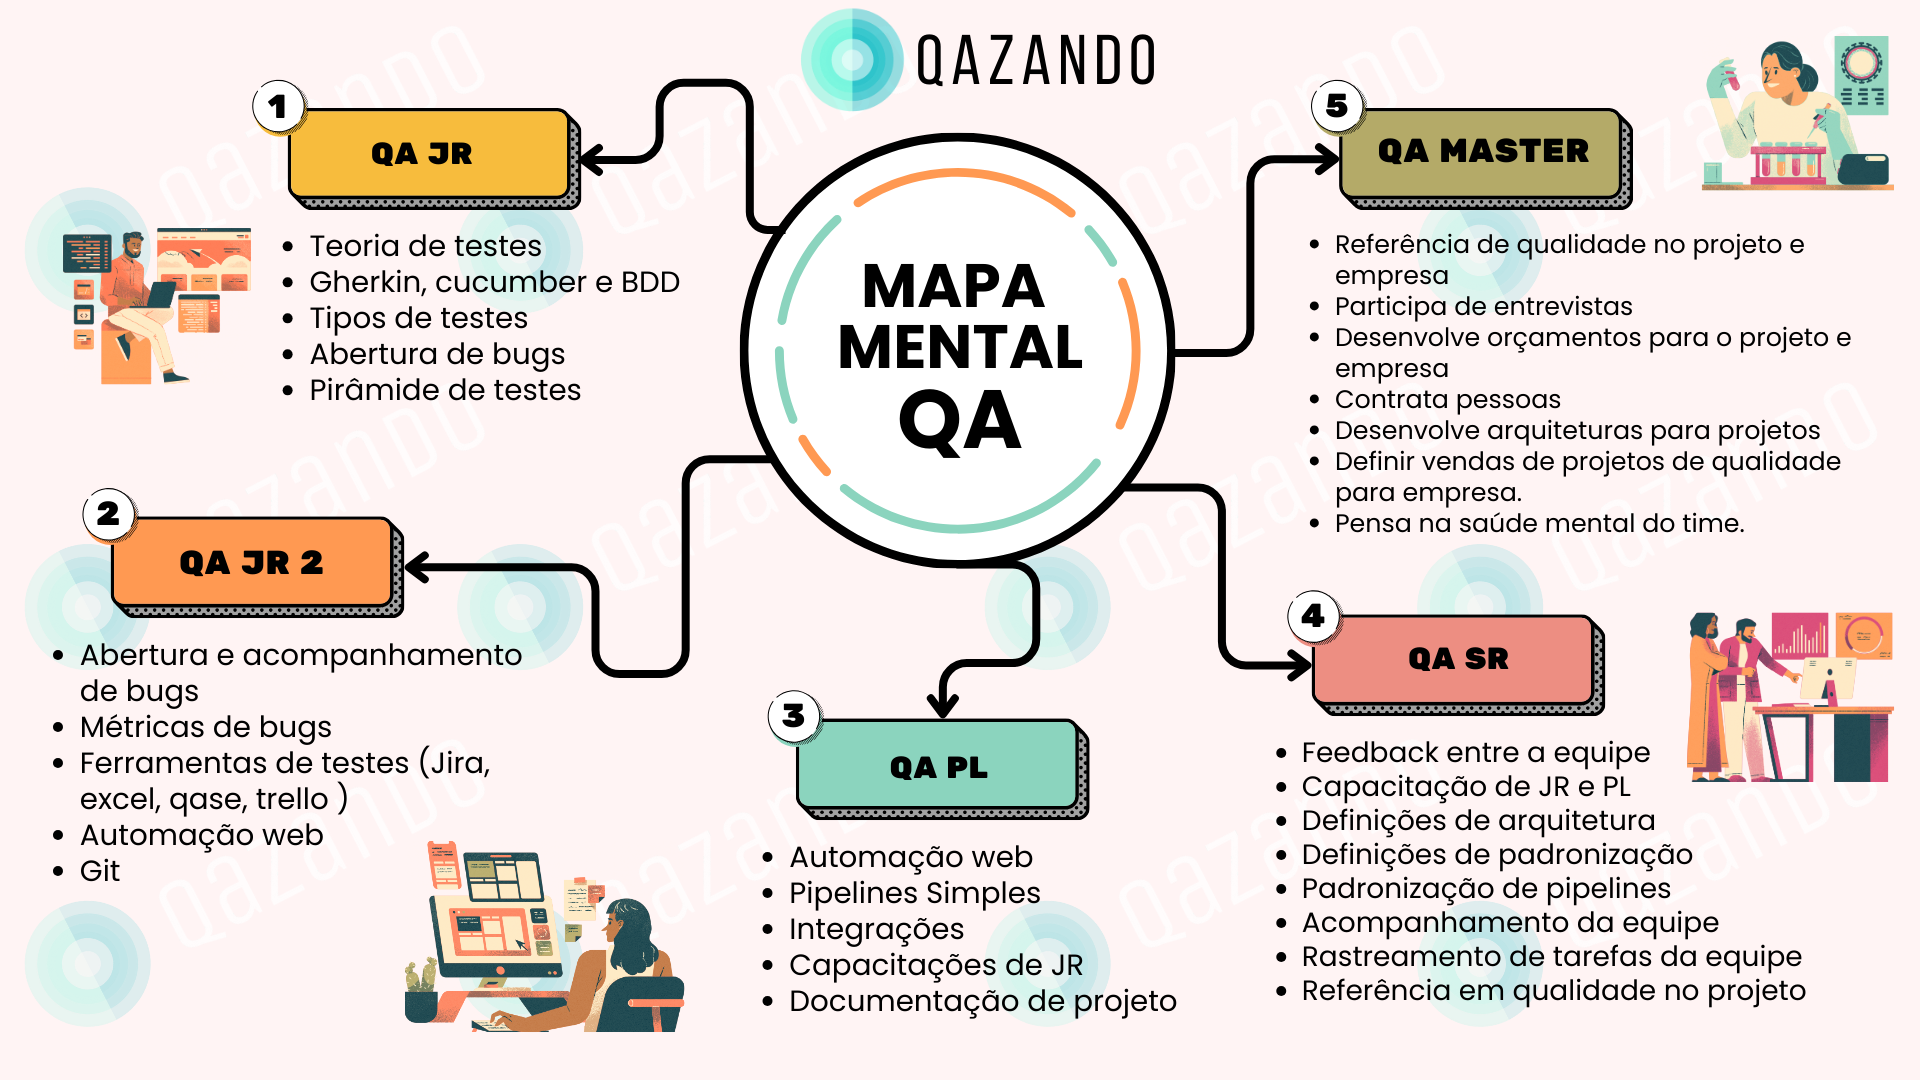 QAZANDO
MAPA
MENTAL
QA
1
QA JR
Teoria de testes
Gherkin, cucumber e BDD
Tipos de testes
Abertura de bugs
Pirâmide de testes
2
QA JR 2
Abertura e acompanhamento
de bugs
Métricas de bugs
Ferramentas de testes (Jira,
excel, qase, trello )
Automação web
Git
3
QA PL
Automação web
Pipelines Simples
Integrações
Capacitações de JR
Documentação de projeto
4
QA SR
Feedback entre a equipe
Capacitação de JR e PL
Definições de arquitetura
Definições de padronização
Padronização de pipelines
Acompanhamento da equipe
Rastreamento de tarefas da equipe
Referência em qualidade no projeto
5
QA MASTER
Referência de qualidade no projeto e
empresa
Participa de entrevistas
Desenvolve orçamentos para o projeto e
empresa
Contrata pessoas
Desenvolve arquiteturas para projetos
Definir vendas de projetos de qualidade
para empresa.
Pensa na saúde mental do time.